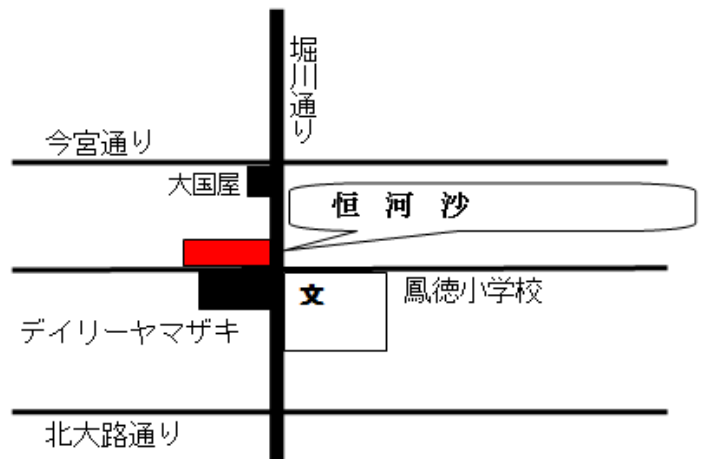 堀川通り
今宮通り
大国屋
恒河沙
文
鳳徳小学校
デイリーヤマザキ
北大路通り